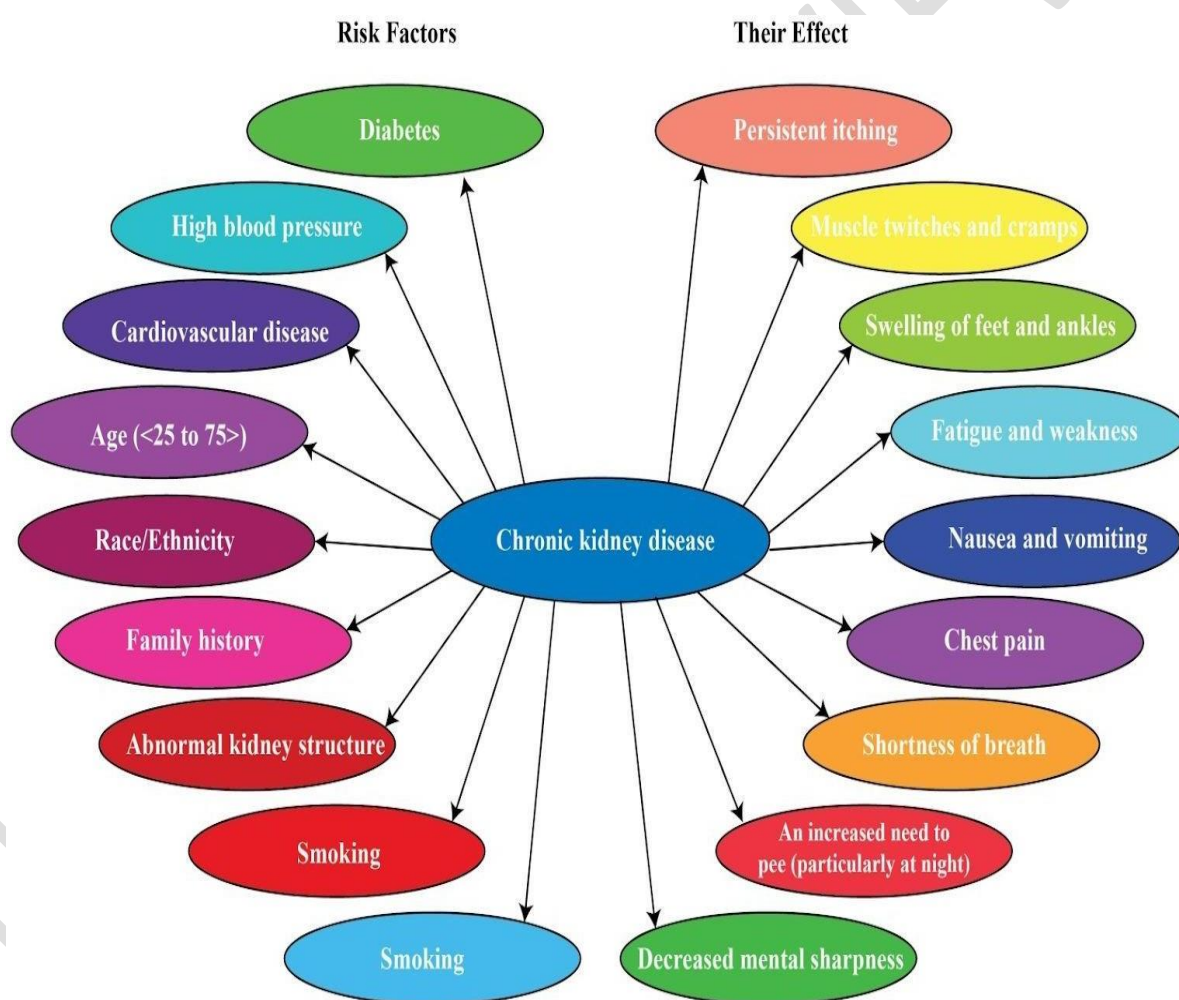 Risk Factors
Their Effect
Diabetes
High blood pressure
Cardiovascular disease
Age (<25 to 75>)
Race/Ethnicity
Family history
Abnormal kidney structure
Smoking
Smoking
Chronic kidney disease
Persistent itching
Muscle twitches and cramps
Swelling of feet and ankles
Fatigue and weakness
Nausea and vomiting
Chest pain
Shortness of breath
An increased need to
pee (particularly at night)
Decreased mental sharpness